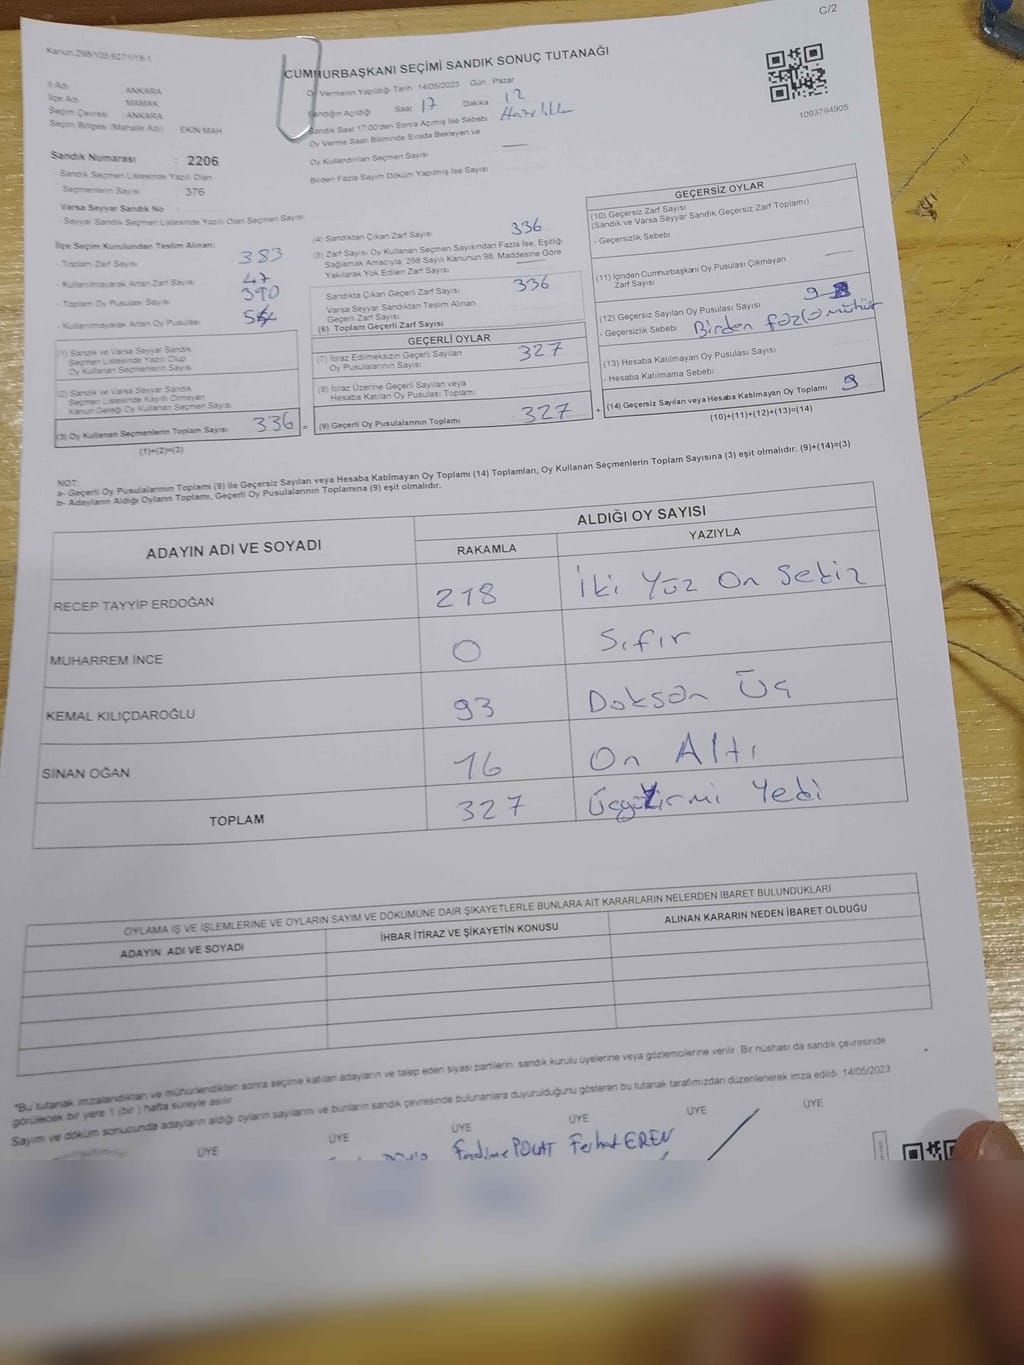 C/2
Kanun:298/105,6271/18-1
CUMHURBAŞKANI SEÇİMİ SANDIK SONUÇ TUTANAĞI
1093794905
İl Adı : ANKARA
İlçe Adı : MAMAK
Seçim Çevresi : ANKARA
Seçim Bölgesi (Mahalle Adı) : EKİN MAH
Sandık Numarası : 2206
- Sandık Seçmen Listesinde Yazılı Olan
Seçmenlerin Sayısı 376
Varsa Seyyar Sandık No :
- Seyyar Sandık Seçmen Listesinde Yazılı Olan Seçmen Sayısı
Oy Vermenin Yapıldığı Tarih 14/05/2023 Gün Pazar
Sandığın Açıldığı Saat 17 Dakika 12
Sandık Saat 17:00'den Sonra Açılmış İse Sebebi Hazırlık
Oy Verme Saati Bitiminde Sırada Bekleyen ve
Oy Kullandırılan Seçmen Sayısı —
Birden Fazla Sayım Döküm Yapılmış İse Sayısı
İlçe Seçim Kurulundan Teslim Alınan:
- Toplam Zarf Sayısı 383
- Kullanılmayarak Artan Zarf Sayısı 47
- Toplam Oy Pusulası Sayısı 390
- Kullanılmayarak Artan Oy Pusulası
(1) Sandık ve Varsa Seyyar Sandık
Seçmen Listesinde Yazılı Olup
Oy Kullanan Seçmenlerin Sayısı
(2) Sandık ve Varsa Seyyar Sandık
Seçmen Listesinde Kayıtlı Olmayan
Kanun Gereği Oy Kullanan Seçmen Sayısı
(3) Oy Kullanan Seçmenlerin Toplam Sayısı 336 =
(1)+(2)=(3)
(4) Sandıktan Çıkan Zarf Sayısı 336
(5) Zarf Sayısı Oy Kullanan Seçmen Sayısından Fazla İse, Eşitliği
Sağlamak Amacıyla, 298 Sayılı Kanunun 98. Maddesine Göre
Yakılarak Yok Edilen Zarf Sayısı —
Sandıkta Çıkan Geçerli Zarf Sayısı 336
Varsa Seyyar Sandıktan Teslim Alınan
Geçerli Zarf Sayısı
(6) Toplam Geçerli Zarf Sayısı
GEÇERLİ OYLAR
(7) İtiraz Edilmeksizin Geçerli Sayılan
Oy Pusulalarının Sayısı 327
(8) İtiraz Üzerine Geçerli Sayılan veya
Hesaba Katılan Oy Pusulası Toplamı
(9) Geçerli Oy Pusulalarının Toplamı 327 +
GEÇERSİZ OYLAR
(10) Geçersiz Zarf Sayısı
(Sandık ve Varsa Seyyar Sandık Geçersiz Zarf Toplamı)
- Geçersizlik Sebebi
(11) İçinden Cumhurbaşkanı Oy Pusulası Çıkmayan
Zarf Sayısı —
(12) Geçersiz Sayılan Oy Pusulası Sayısı 9
- Geçersizlik Sebebi Birden fazla mühür
(13) Hesaba Katılmayan Oy Pusulası Sayısı
- Hesaba Katılmama Sebebi
(14) Geçersiz Sayılan veya Hesaba Katılmayan Oy Toplamı 9
(10)+(11)+(12)+(13)=(14)
NOT:
a- Geçerli Oy Pusulalarının Toplamı (9) ile Geçersiz Sayılan veya Hesaba Katılmayan Oy Toplamı (14) Toplamları, Oy Kullanan Seçmenlerin Toplam Sayısına (3) eşit olmalıdır. (9)+(14)=(3)
b- Adayların Aldığı Oyların Toplamı, Geçerli Oy Pusulalarının Toplamına (9) eşit olmalıdır.
ADAYIN ADI VE SOYADI ALDIĞI OY SAYISI
RAKAMLA YAZIYLA
RECEP TAYYİP ERDOĞAN 218 İki Yüz On Sekiz
MUHARREM İNCE 0 Sıfır
KEMAL KILIÇDAROĞLU 93 Doksan Üç
SİNAN OĞAN 16 On Altı
TOPLAM 327 Üçyüzyirmi Yedi
OYLAMA İŞ VE İŞLEMLERİNE VE OYLARIN SAYIM VE DÖKÜMÜNE DAİR ŞİKAYETLERLE BUNLARA AİT KARARLARIN NELERDEN İBARET BULUNDUKLARI
ADAYIN ADI VE SOYADI İHBAR İTİRAZ VE ŞİKAYETİN KONUSU ALINAN KARARIN NEDEN İBARET OLDUĞU
*Bu tutanak imzalandıktan ve mühürlendikten sonra seçime katılan adayların ve talep eden siyasi partilerin sandık kurulu üyelerine veya gözlemcilerine verilir. Bir nüshası da sandık çevresinde
görülecek bir yere 1 (bir) hafta süreyle asılır.
Sayım ve döküm sonucunda adayların aldığı oyların sayılarını ve bunların sandık çevresinde bulunanlara duyurulduğunu gösteren bu tutanak tarafımızdan düzenlenerek imza edildi. 14/05/2023
ÜYE ÜYE ÜYE ÜYE ÜYE ÜYE
Fadime POLAT Ferhat EREN